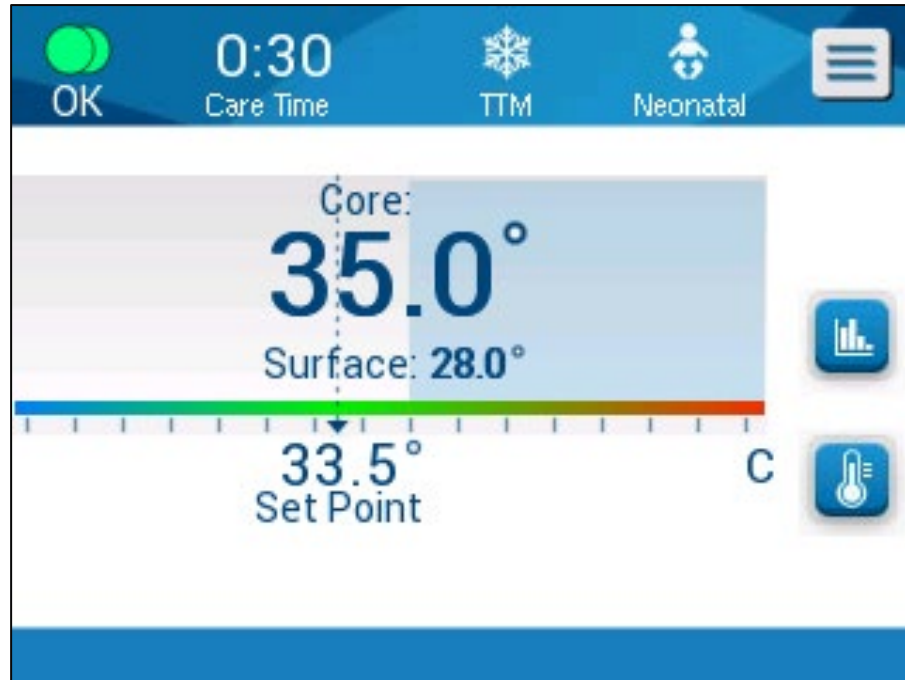 OK
0:30
Care Time
TTM
Neonatal
Core:
35.0°
Surface: 28.0°
33.5°
Set Point
C